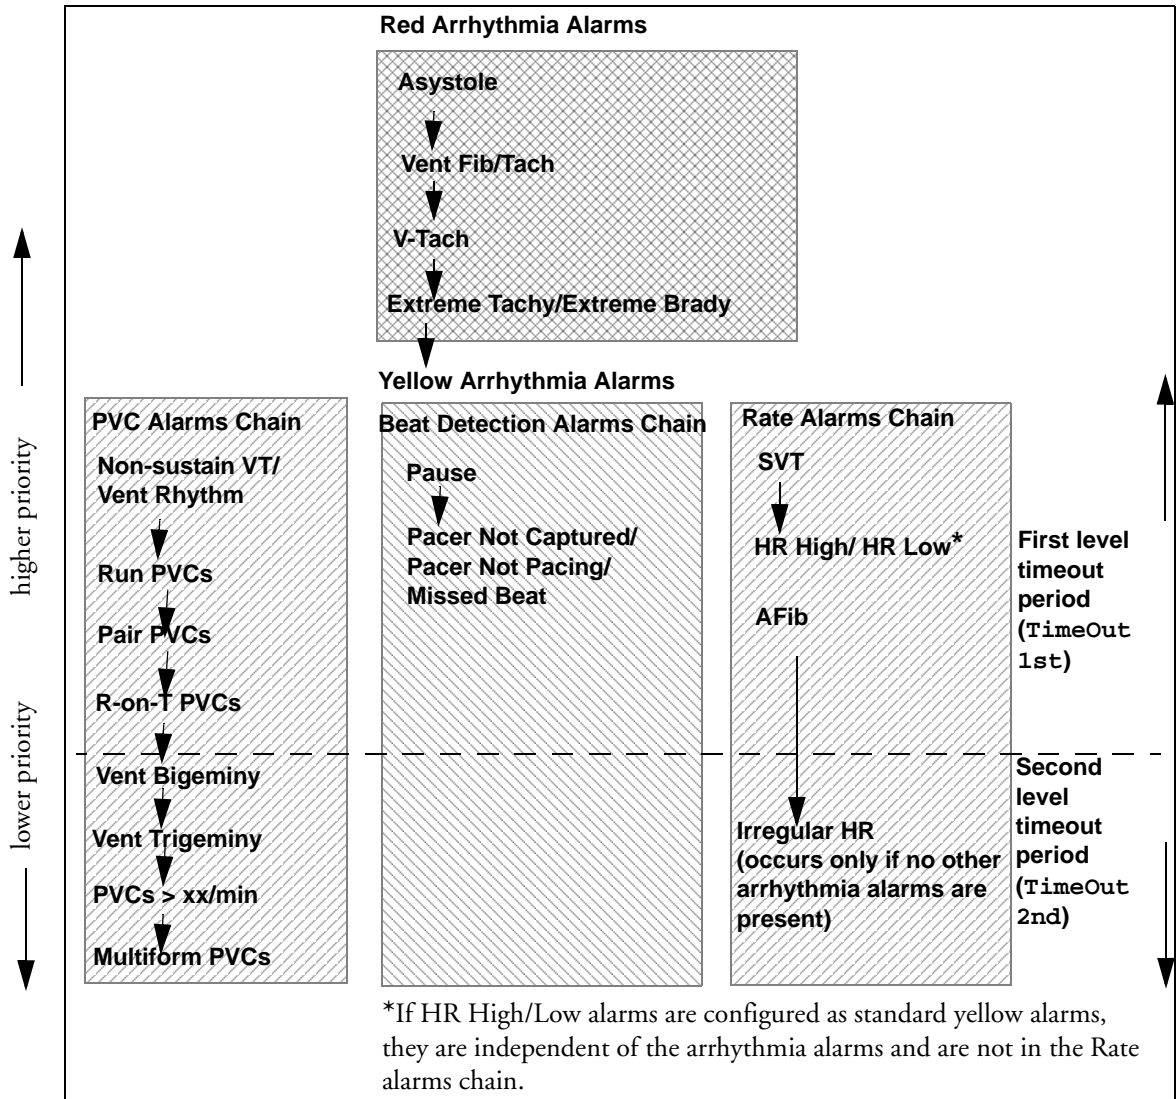 Red Arrhythmia Alarms
Asystole
Vent Fib/Tach
V-Tach
Extreme Tachy/Extreme Brady
Yellow Arrhythmia Alarms
higher priority
lower priority
PVC Alarms Chain
Non-sustain VT/
Vent Rhythm
Run PVCs
Pair PVCs
R-on-T PVCs
Vent Bigeminy
Vent Trigeminy
PVCs > xx/min
Multiform PVCs
Beat Detection Alarms Chain
Pause
Pacer Not Captured/
Pacer Not Pacing/
Missed Beat
Rate Alarms Chain
SVT
HR High/ HR Low*
AFib
Irregular HR
(occurs only if no other
arrhythmia alarms are
present)
First level
timeout
period
(TimeOut
1st)
Second
level
timeout
period
(TimeOut
2nd)
*If HR High/Low alarms are configured as standard yellow alarms,
they are independent of the arrhythmia alarms and are not in the Rate
alarms chain.